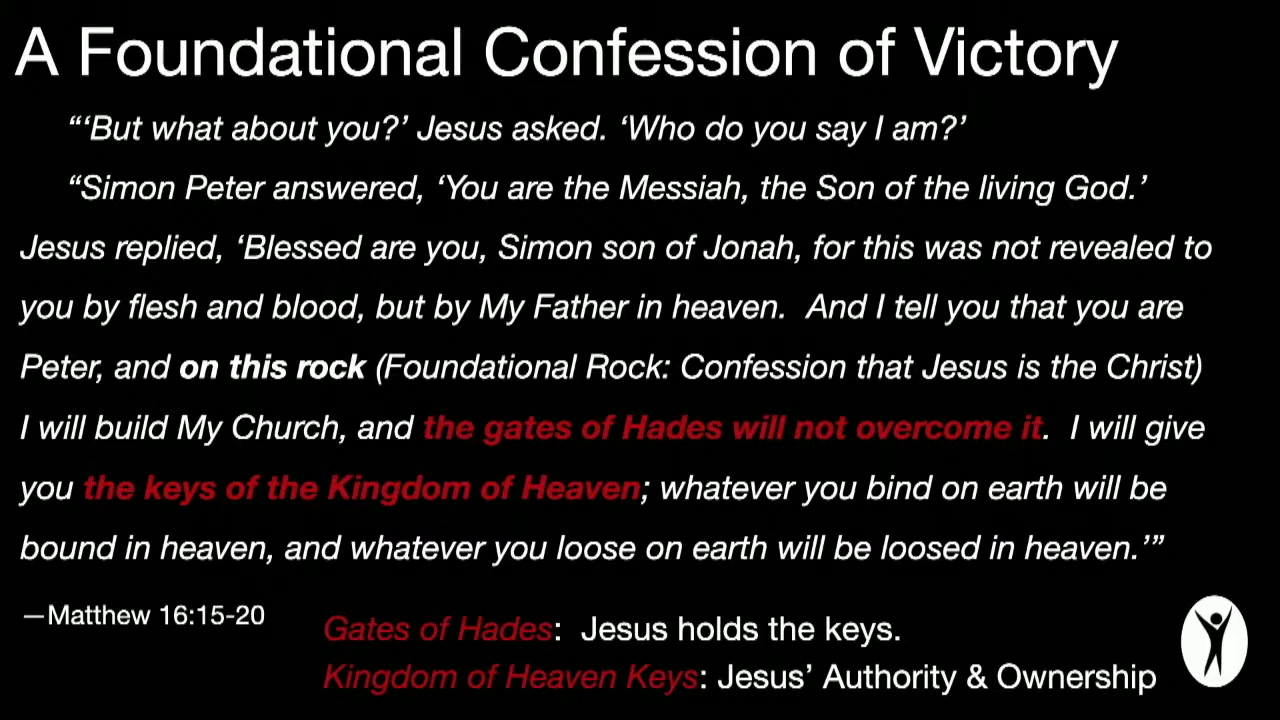 A Foundational Confession of Victory
“‘But what about you?’ Jesus asked. ‘Who do you say I am?’
“Simon Peter answered, ‘You are the Messiah, the Son of the living God.’
Jesus replied, ‘Blessed are you, Simon son of Jonah, for this was not revealed to
you by flesh and blood, but by My Father in heaven.  And I tell you that you are
Peter, and on this rock (Foundational Rock: Confession that Jesus is the Christ)
I will build My Church, and the gates of Hades will not overcome it.  I will give
you the keys of the Kingdom of Heaven; whatever you bind on earth will be
bound in heaven, and whatever you loose on earth will be loosed in heaven.’”
—Matthew 16:15-20
Gates of Hades:  Jesus holds the keys.
Kingdom of Heaven Keys: Jesus’ Authority & Ownership